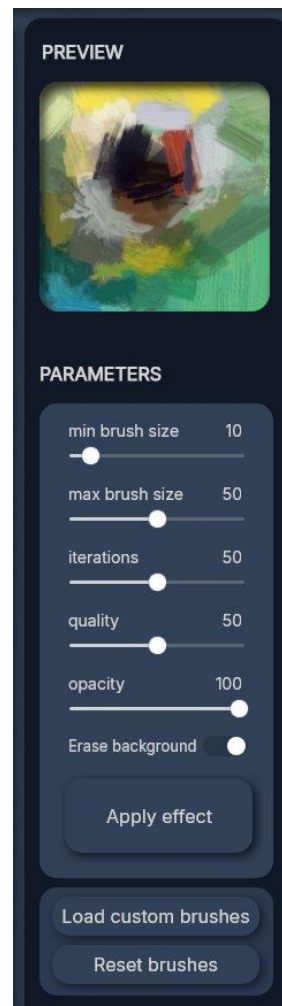 PREVIEW
PARAMETERS
min brush size 10
max brush size 50
iterations 50
quality 50
opacity 100
Erase background
Apply effect
Load custom brushes
Reset brushes